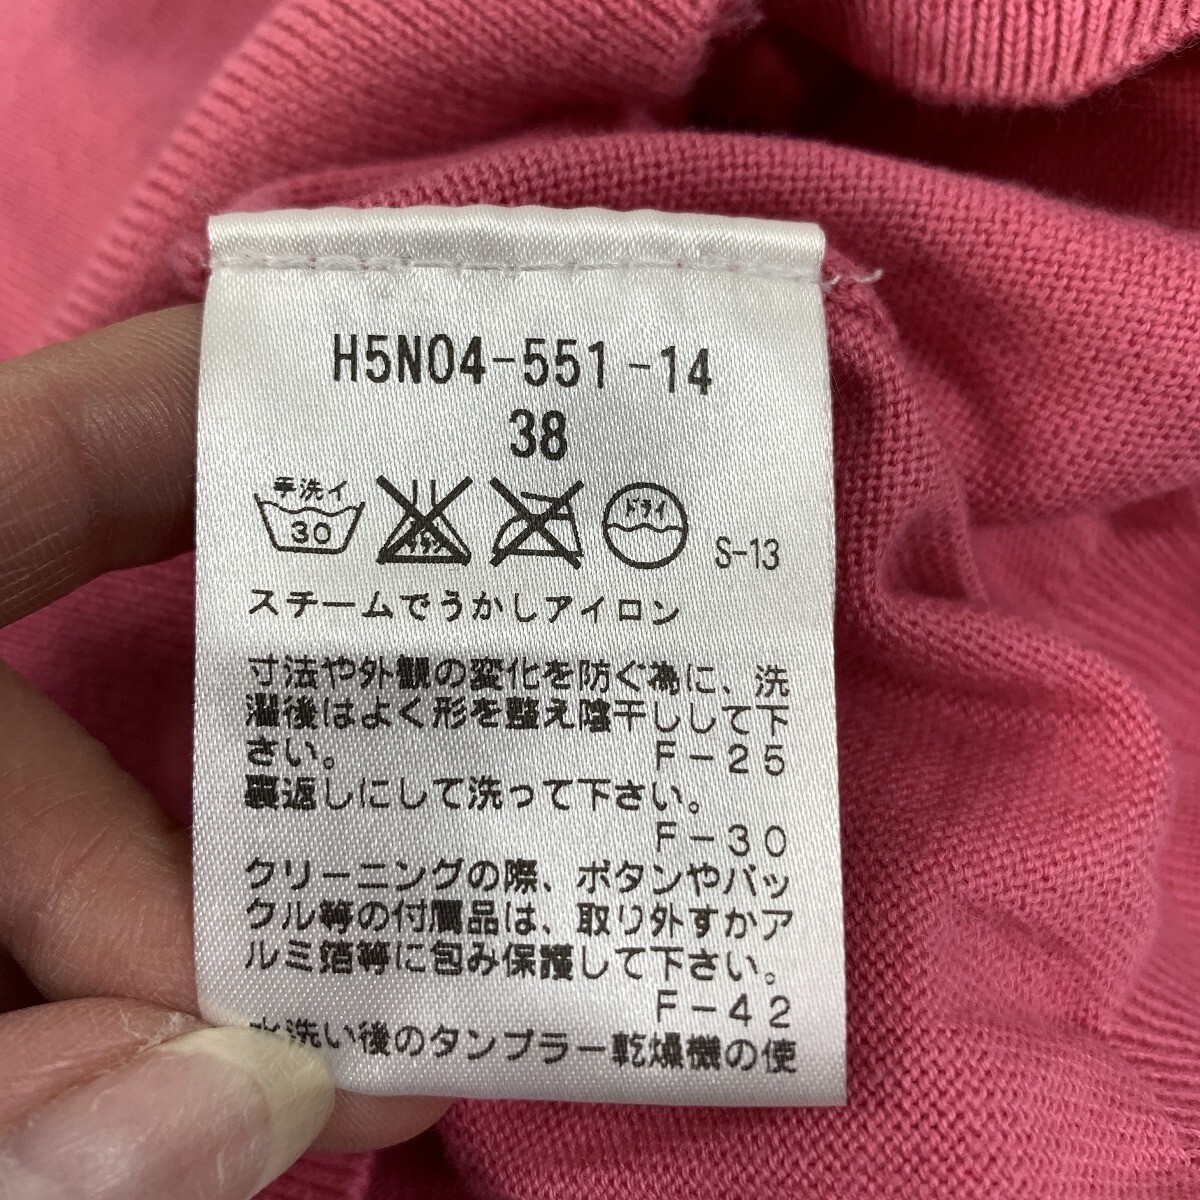 H5N04-551 -14
38
手洗イ
30
エンソサラシ
ドライ
S-13
スチームでうかしアイロン
寸法や外観の変化を防ぐ為に、洗
濯後はよく形を整え陰干しして下
さい。 F-25
裏返しにして洗って下さい。
F-30
クリーニングの際、ボタンやバッ
クル等の付属品は、取り外すかア
ルミ箔等に包み保護して下さい。
F-42
水洗い後のタンブラー乾燥機の使